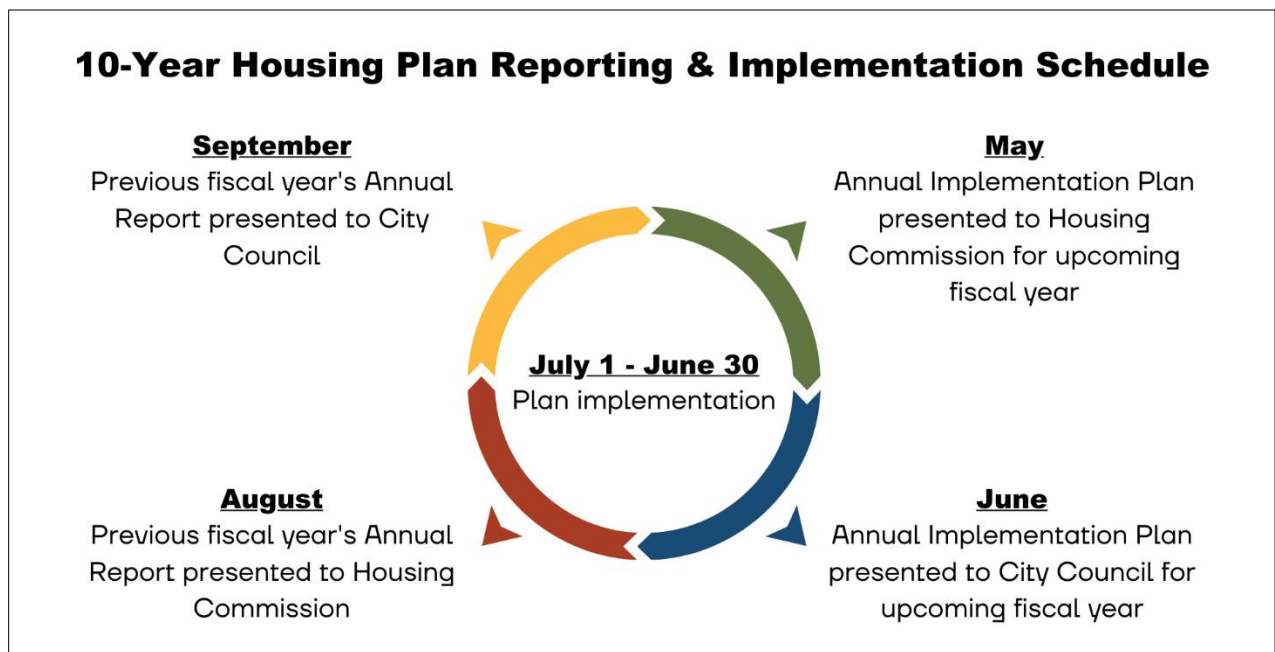 10-Year Housing Plan Reporting & Implementation Schedule
September
Previous fiscal year's Annual
Report presented to City
Council
May
Annual Implementation Plan
presented to Housing
Commission for upcoming
fiscal year
July 1 - June 30
Plan implementation
August
Previous fiscal year's Annual
Report presented to Housing
Commission
June
Annual Implementation Plan
presented to City Council for
upcoming fiscal year